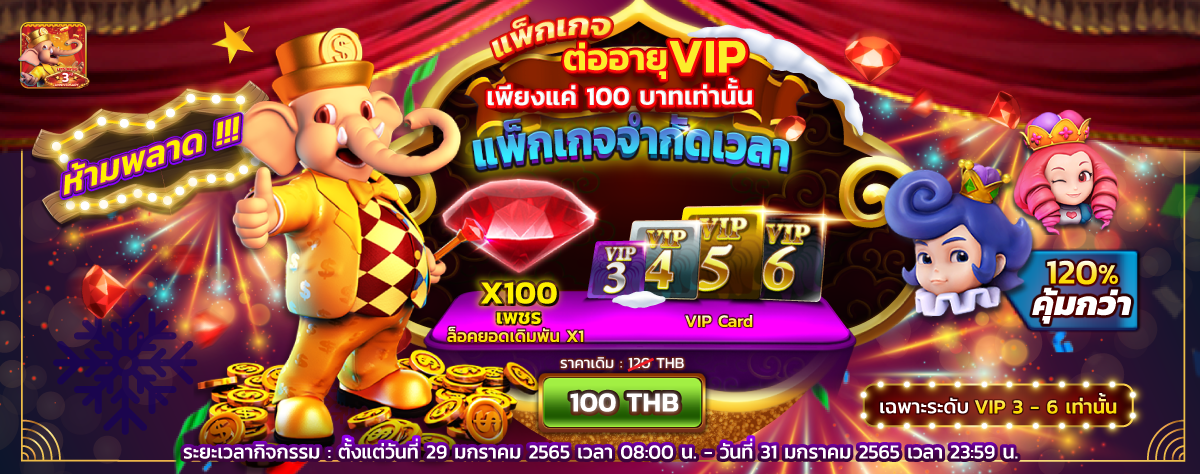 แพ็กเกจ
ต่ออายุ VIP
เพียงแค่ 100 บาทเท่านั้น
แพ็กเกจจำกัดเวลา
ห้ามพลาด !!!
VIP 3
VIP 4
VIP 5
VIP 6
X100
เพชร
ล็อคยอดเดิมพัน X1
VIP Card
120%
คุ้มกว่า
ราคาเดิม : 120 THB
100 THB
เฉพาะระดับ VIP 3 - 6 เท่านั้น
ระยะเวลากิจกรรม : ตั้งแต่วันที่ 29 มกราคม 2565 เวลา 08:00 น. - วันที่ 31 มกราคม 2565 เวลา 23:59 น.